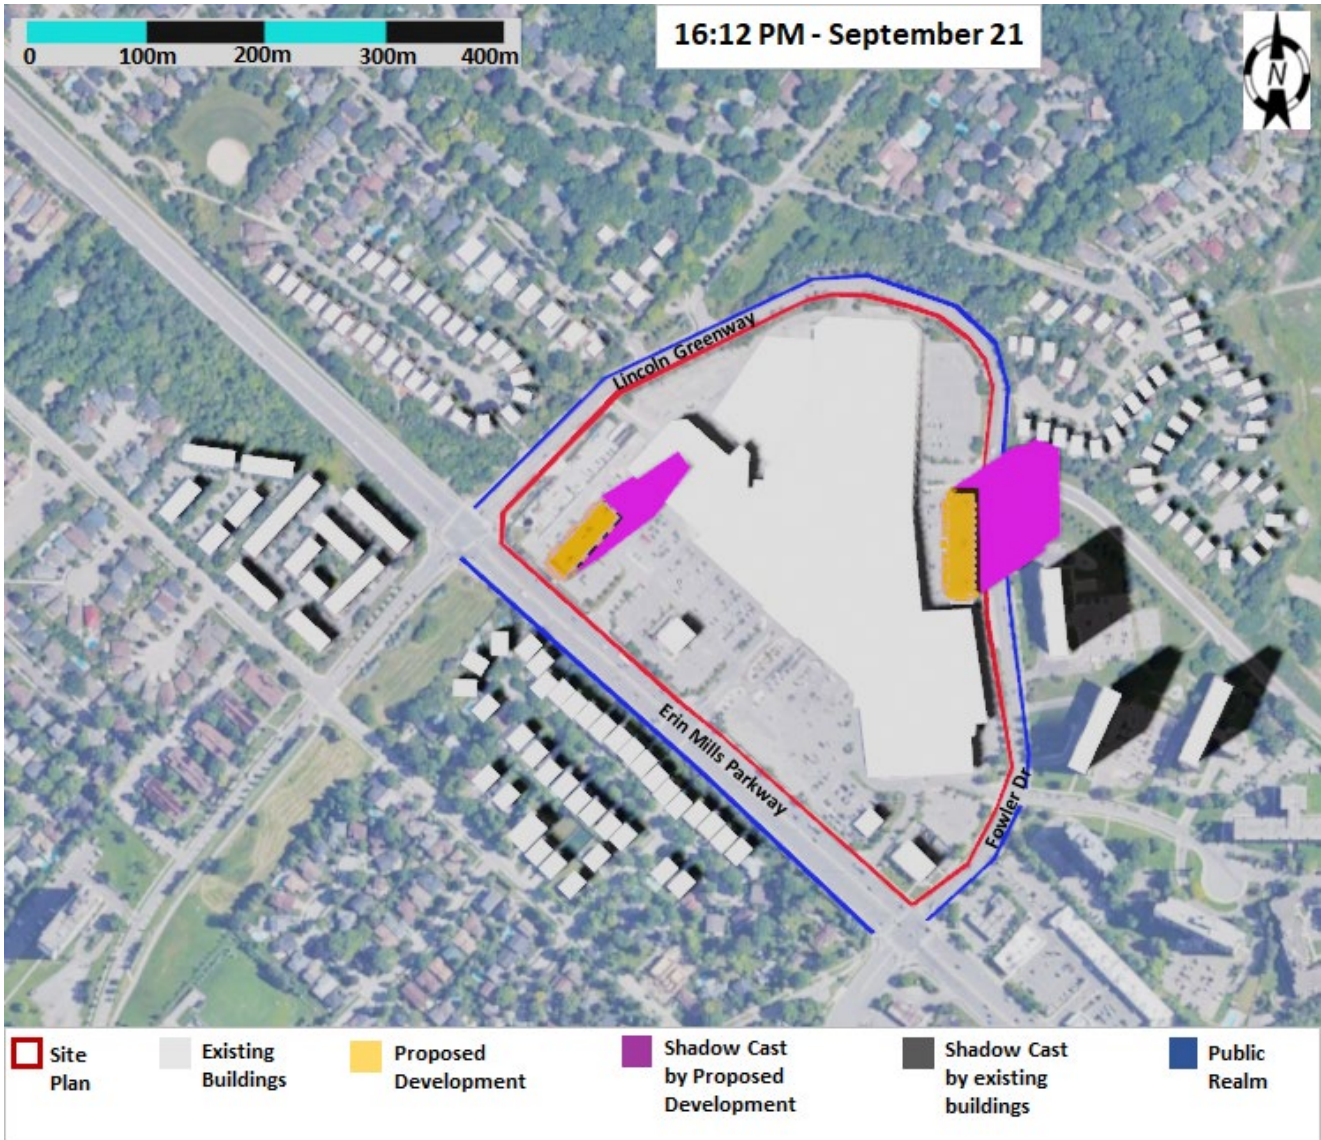 16:12 PM - September 21
N
0 100m 200m 300m 400m
Lincoln Greenway
Erin Mills Parkway
Fowler Dr
Site
Plan
Existing
Buildings
Proposed
Development
Shadow Cast
by Proposed
Development
Shadow Cast
by existing
buildings
Public
Realm